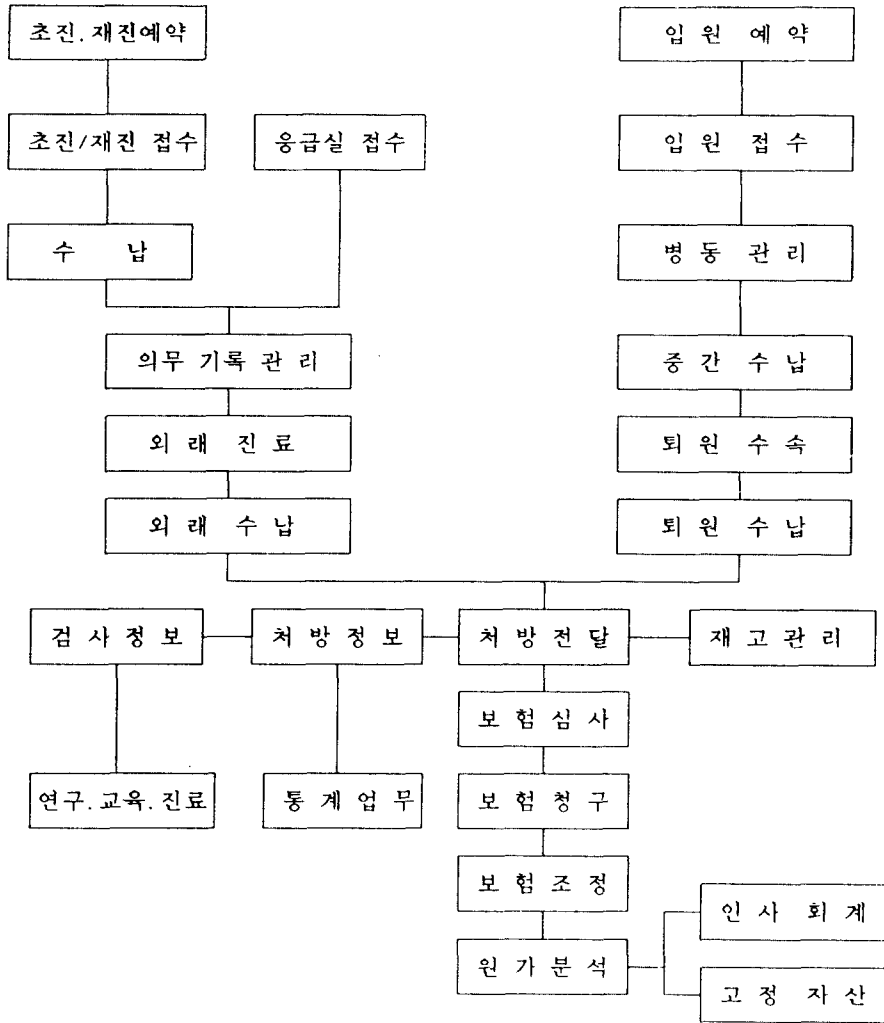 초진.재진예약
입 원 예 약
초진/재진 접수
응급실 접수
입 원 접 수
수 납
병 동 관 리
의무 기록 관 리
중 간 수 납
외 래 진 료
퇴 원 수 속
외 래 수 납
퇴 원 수 납
검 사 정 보
처 방 정 보
처 방 전 달
재 고 관 리
보 험 심 사
연구.교육.진료
통 계 업 무
보 험 청 구
보 험 조 정
인 사 회 계
원 가 분 석
고 정 자 산